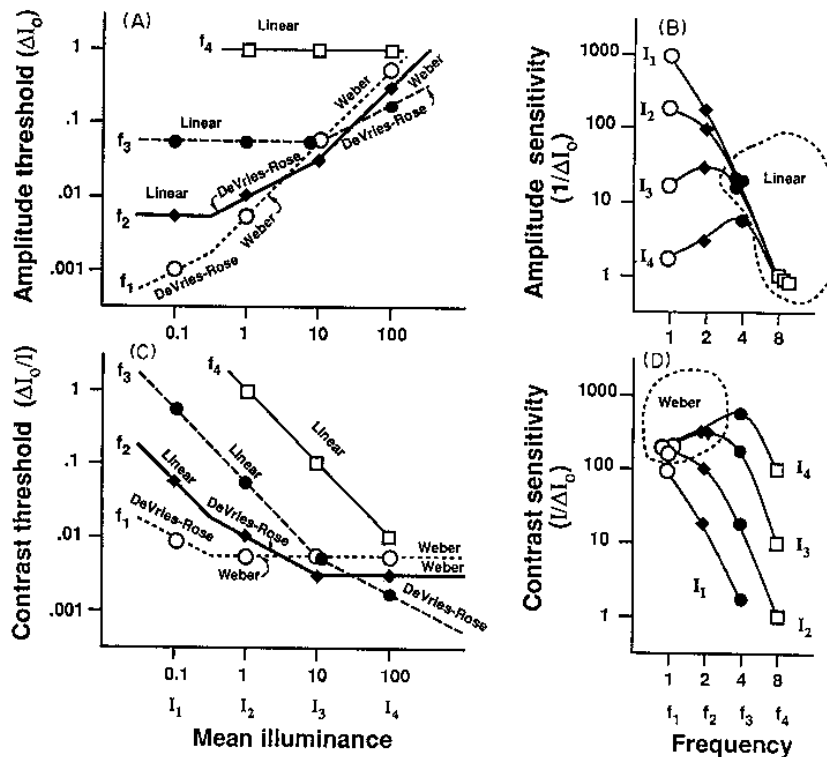 (A)
Amplitude threshold (ΔI₀)
1
.1
.01
.001
0.1
1
10
100
f₄
Linear
f₃
Linear
f₂
Linear
f₁
DeVries-Rose
DeVries-Rose
Weber
Weber
Weber
DeVries-Rose
(B)
Amplitude sensitivity
(1/ΔI₀)
1000
100
10
1
1
2
4
8
I₁
I₂
I₃
I₄
Linear
(C)
Contrast threshold (ΔI₀/I)
1
.1
.01
.001
f₃
f₄
f₂
f₁
Linear
Linear
Linear
DeVries-Rose
DeVries-Rose
Weber
Weber
Weber
DeVries-Rose
0.1
1
10
100
I₁
I₂
I₃
I₄
Mean illuminance
(D)
Contrast sensitivity
(I/ΔI₀)
1000
100
10
1
Weber
I₄
I₃
I₂
I₁
1
2
4
8
f₁
f₂
f₃
f₄
Frequency